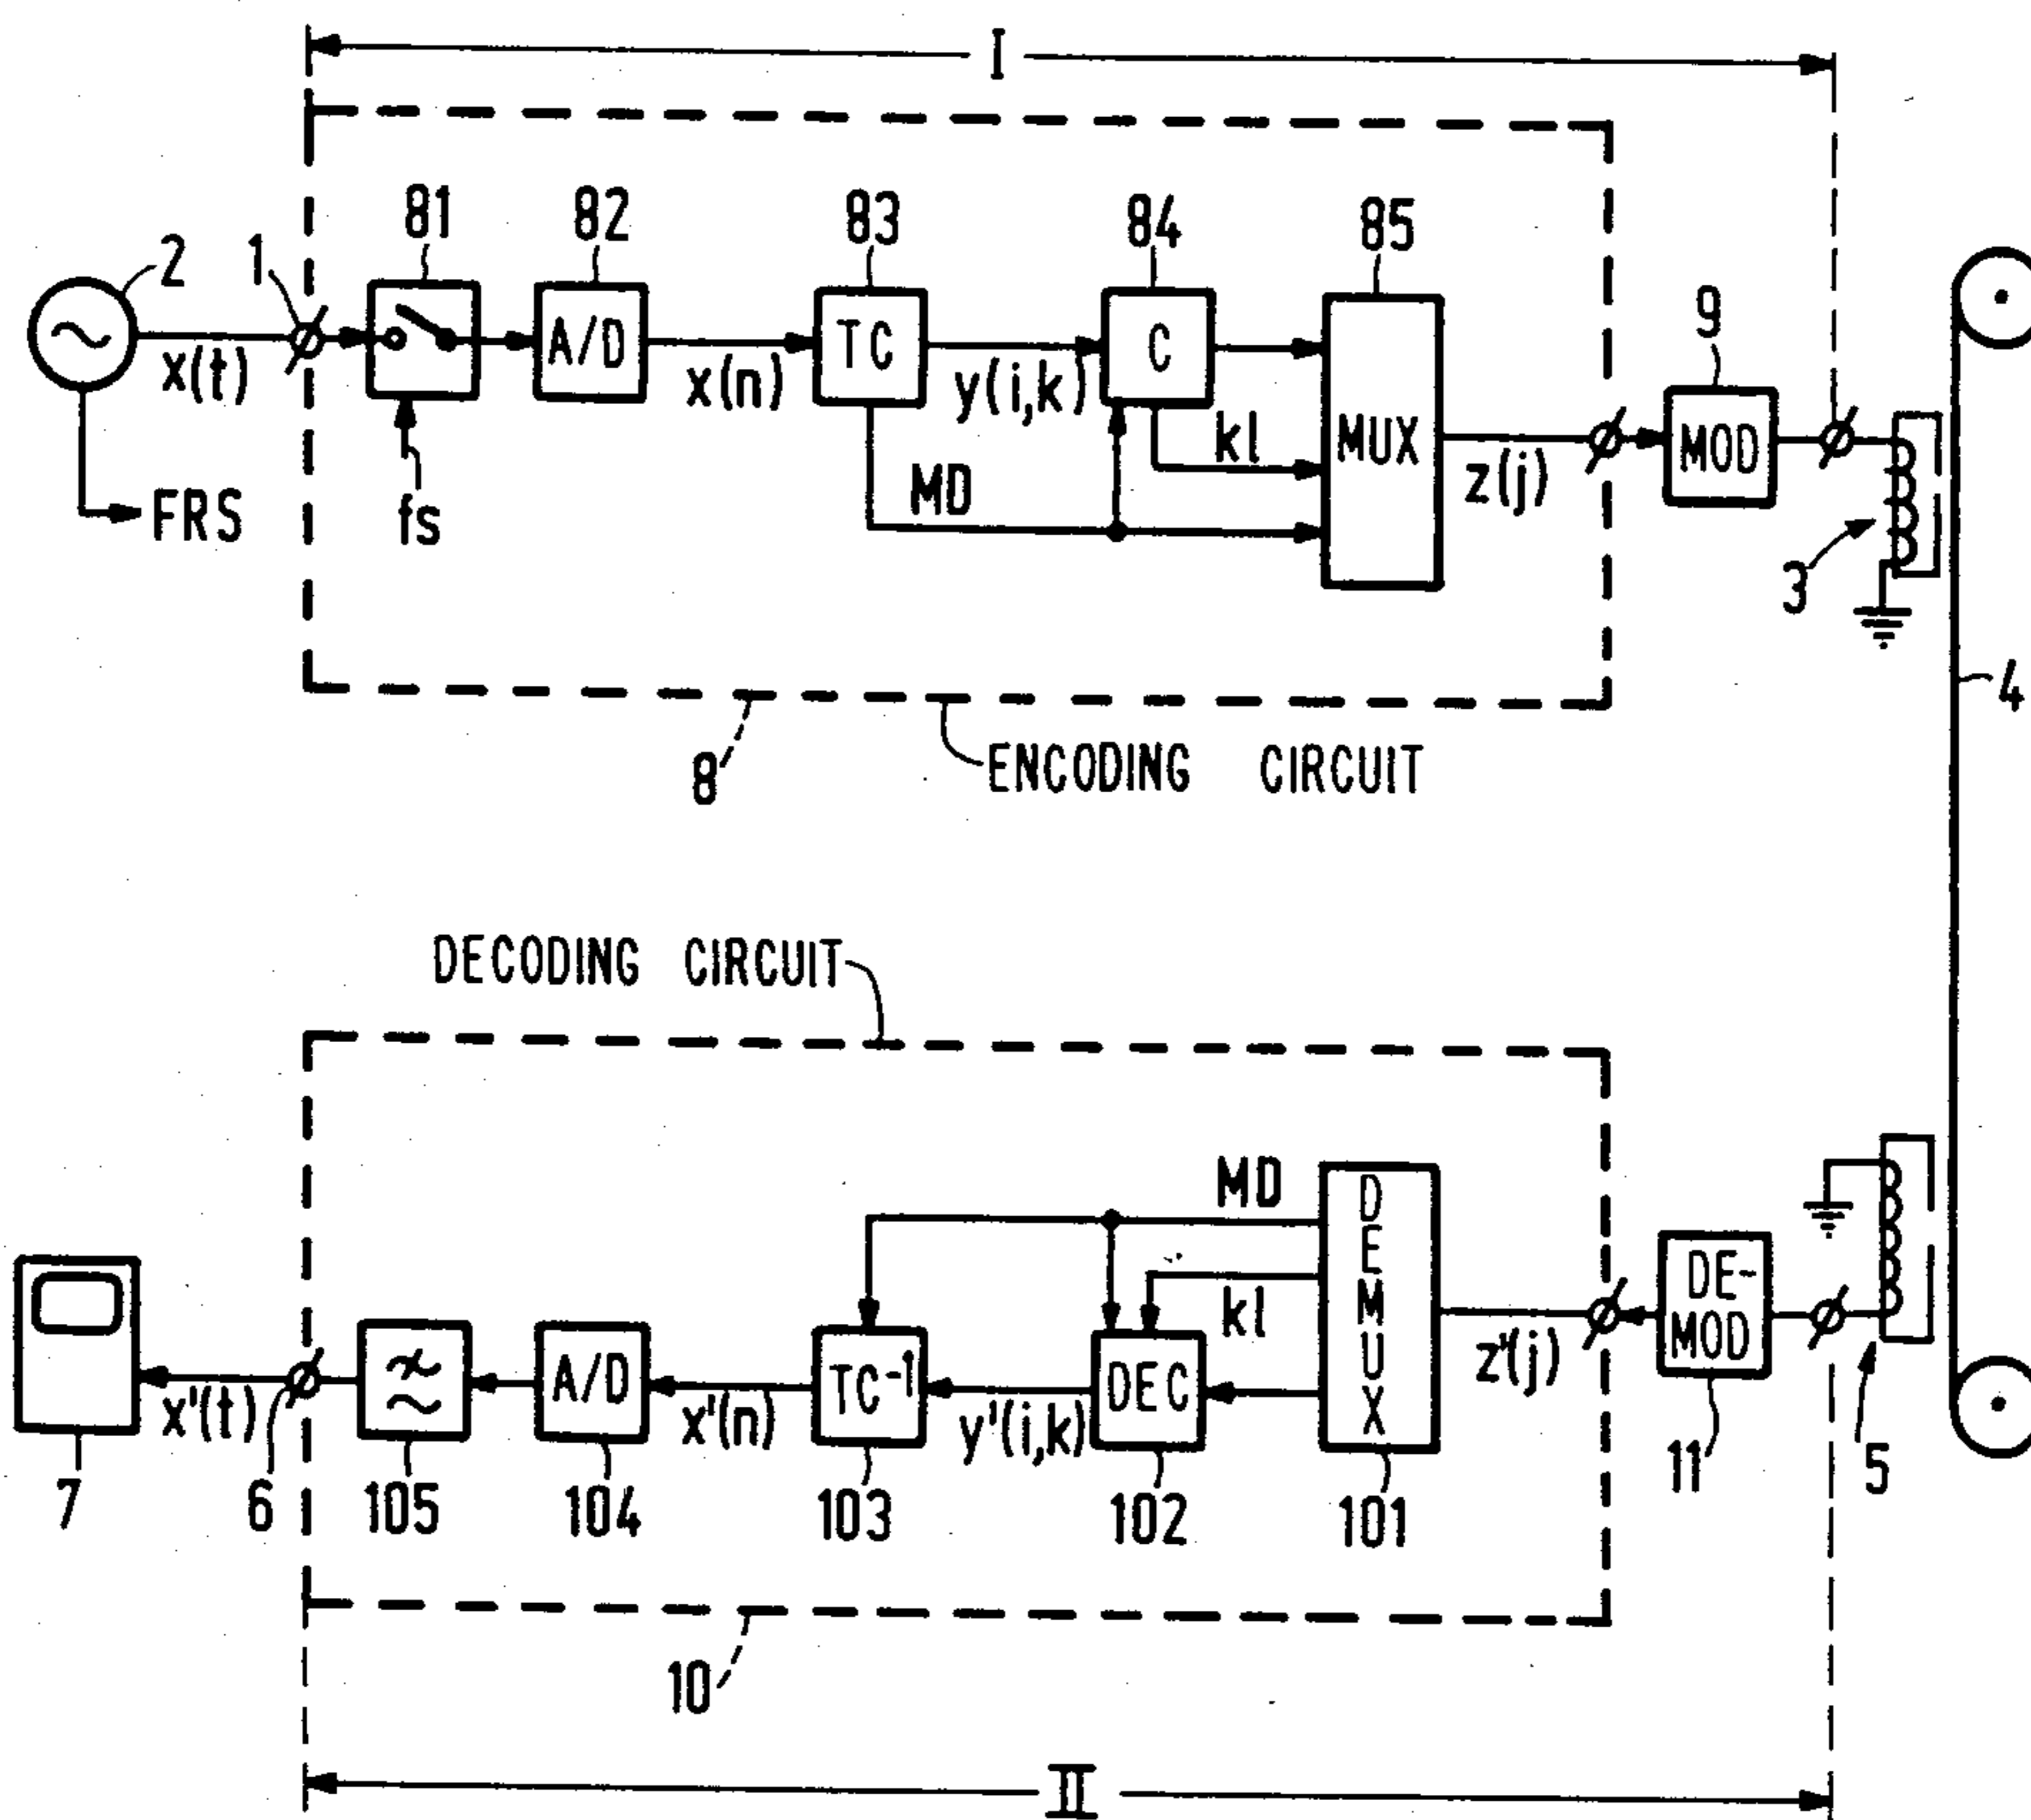 I
81
82
83
84
85
2
1
9
A/D
TC
C
MUX
MOD
x(t)
x(n)
y(i,k)
kl
z(j)
MD
FRS
fs
3
4
8
ENCODING CIRCUIT
DECODING CIRCUIT
MD
DEMUX
kl
DE-
MOD
TC-1
DEC
A/D
x'(t)
x'(n)
y'(i,k)
z'(j)
7
6
105
104
103
102
101
11
5
10
II